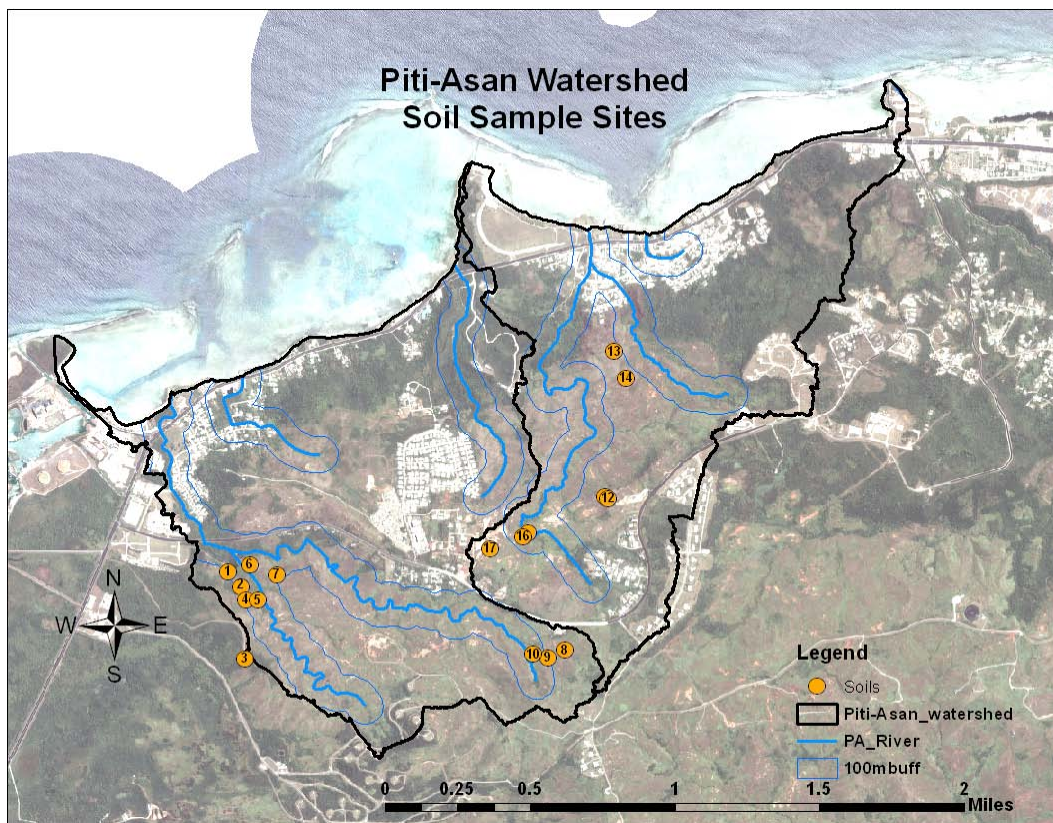 Piti-Asan Watershed
Soil Sample Sites
13
14
12
16
17
1
6
7
2
4
5
3
10
9
8
N
W
E
S
Legend
Soils
Piti-Asan_watershed
PA_River
100mbuff
0 0.25 0.5 1 1.5 2
Miles